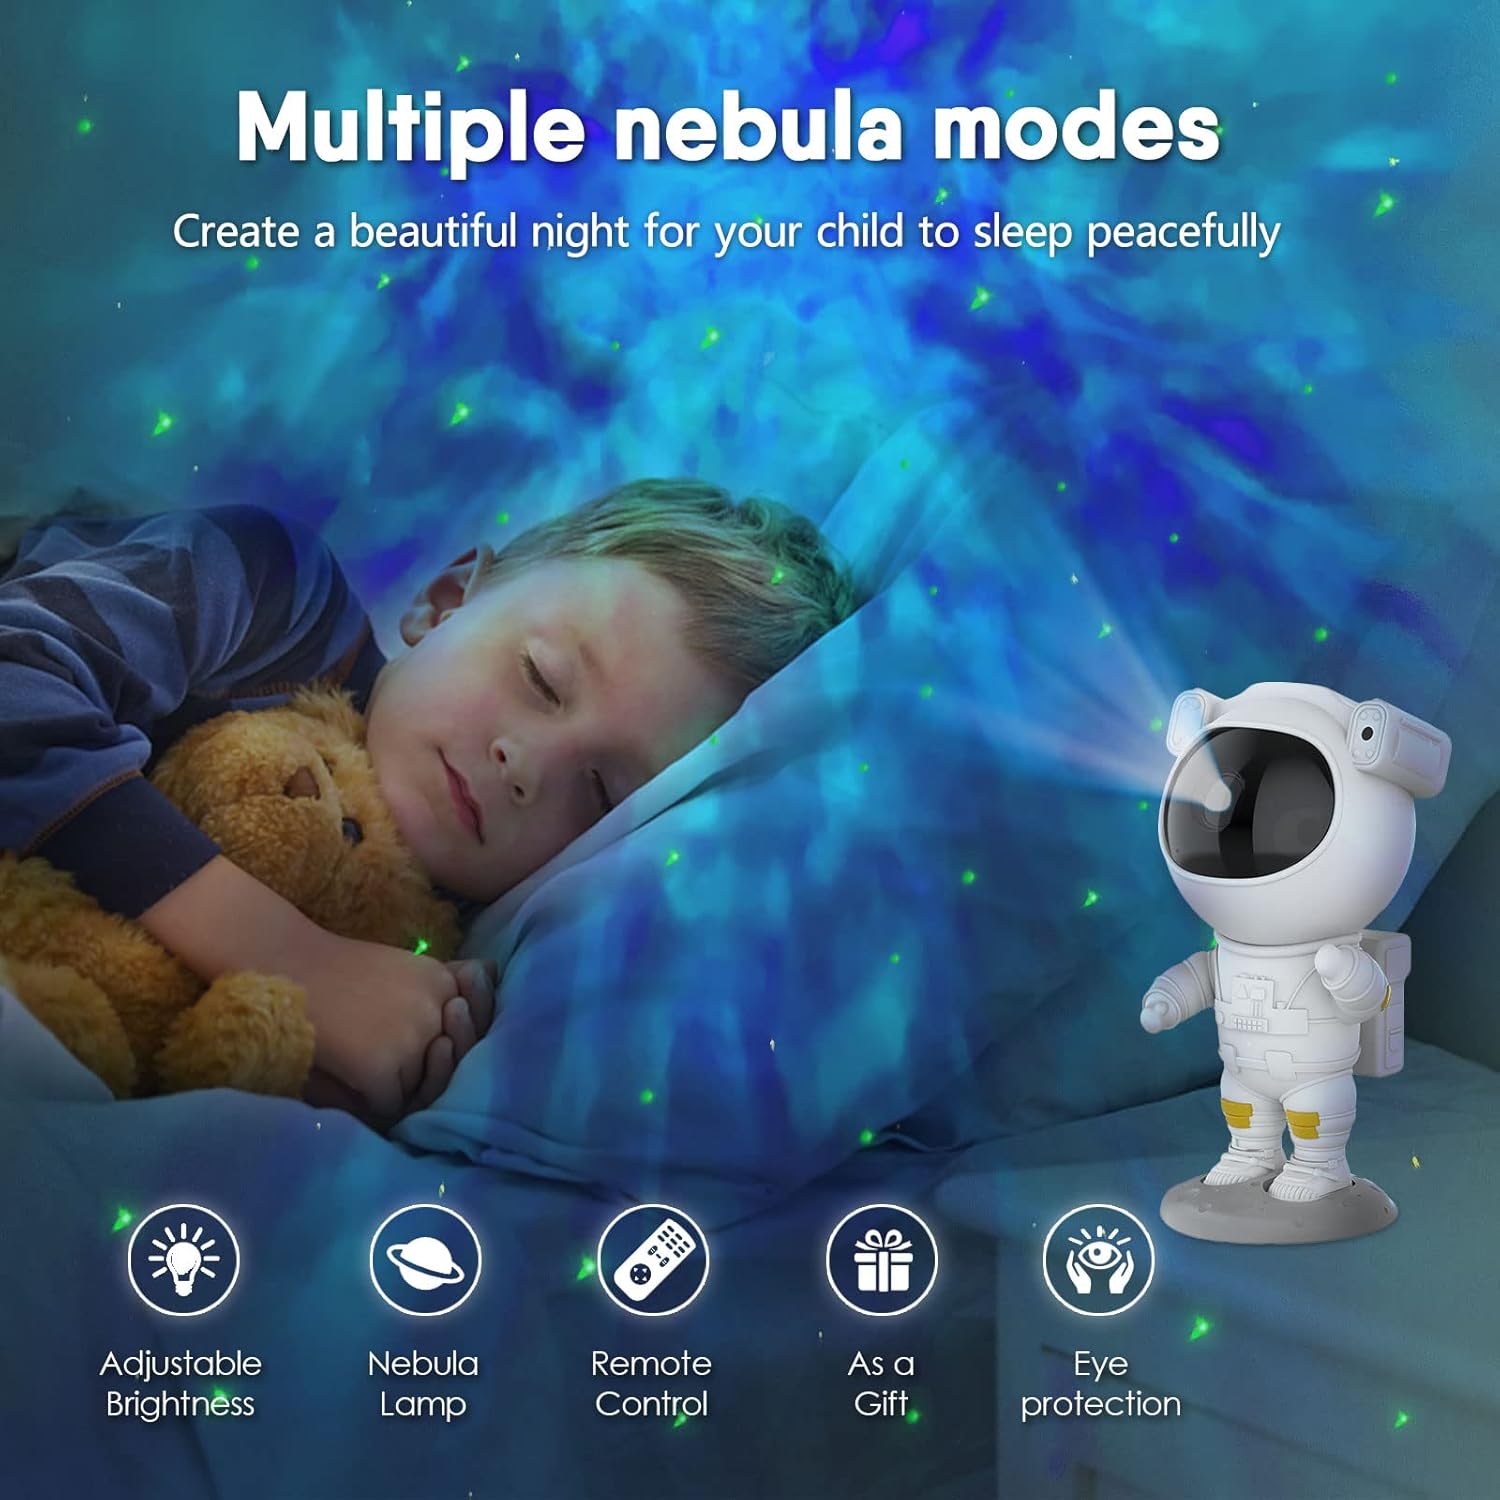 Multiple nebula modes
Create a beautiful night for your child to sleep peacefully
Adjustable
Brightness
Nebula
Lamp
Remote
Control
As a
Gift
Eye
protection